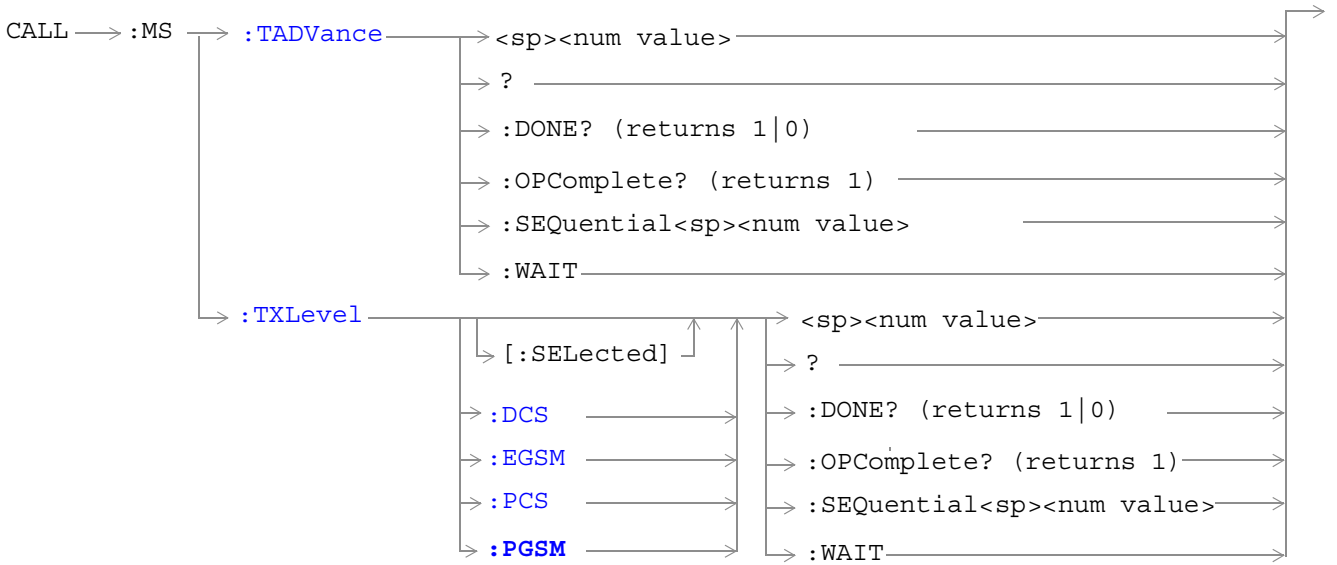 CALL :MS :TADVance <sp><num value>
?
:DONE? (returns 1|0)
:OPComplete? (returns 1)
:SEQuential<sp><num value>
:WAIT
:TXLevel <sp><num value>
[:SELected] ?
:DCS :DONE? (returns 1|0)
:EGSM :OPComplete? (returns 1)
:PCS :SEQuential<sp><num value>
:PGSM :WAIT